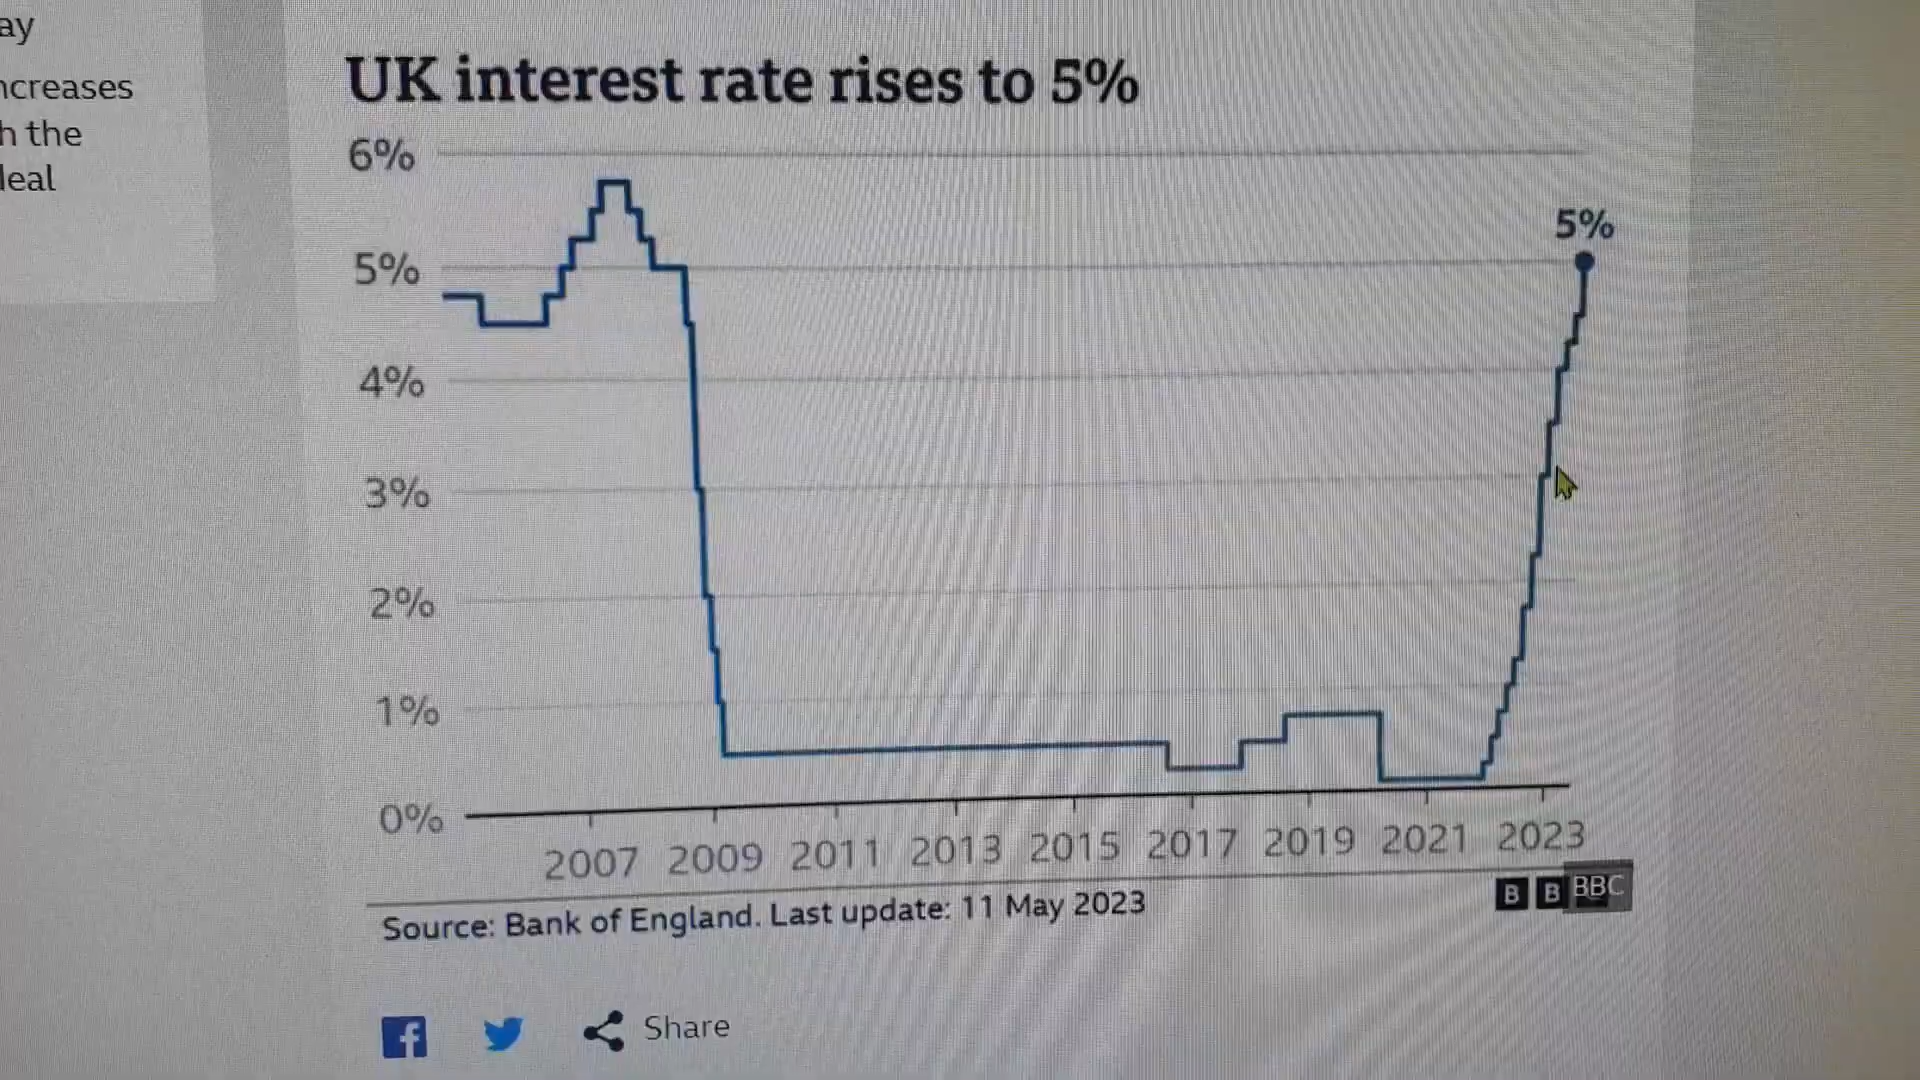 ay
ncreases
h the
deal
UK interest rate rises to 5%
6%
5%
5%
4%
3%
2%
1%
0%
2007 2009 2011 2013 2015 2017 2019 2021 2023
Source: Bank of England. Last update: 11 May 2023
B B BBC
Share